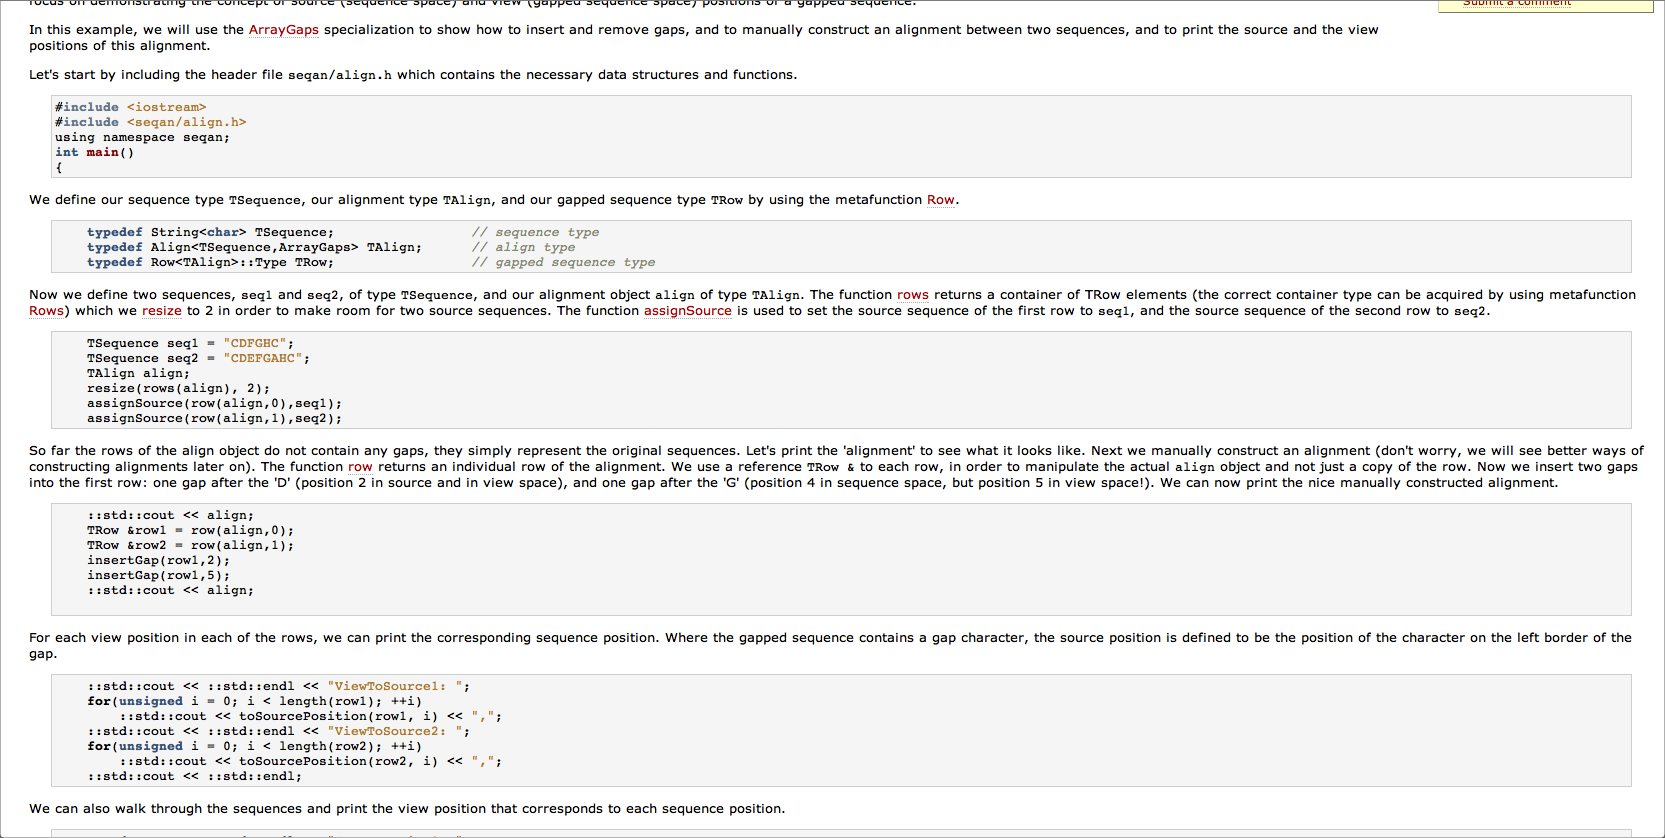 focus on demonstrating the concept of source (sequence space) and view (gapped sequence space) positions of a gapped sequence.
Submit a comment
In this example, we will use the ArrayGaps specialization to show how to insert and remove gaps, and to manually construct an alignment between two sequences, and to print the source and the view
positions of this alignment.
Let's start by including the header file seqan/align.h which contains the necessary data structures and functions.
#include <iostream>
#include <seqan/align.h>
using namespace seqan;
int main()
{
We define our sequence type TSequence, our alignment type TAlign, and our gapped sequence type TRow by using the metafunction Row.
typedef String<char> TSequence; // sequence type
typedef Align<TSequence,ArrayGaps> TAlign; // align type
typedef Row<TAlign>::Type TRow; // gapped sequence type
Now we define two sequences, seq1 and seq2, of type TSequence, and our alignment object align of type TAlign. The function rows returns a container of TRow elements (the correct container type can be acquired by using metafunction
Rows) which we resize to 2 in order to make room for two source sequences. The function assignSource is used to set the source sequence of the first row to seq1, and the source sequence of the second row to seq2.
TSequence seq1 = "CDFGHC";
TSequence seq2 = "CDEFGAHC";
TAlign align;
resize(rows(align), 2);
assignSource(row(align,0),seq1);
assignSource(row(align,1),seq2);
So far the rows of the align object do not contain any gaps, they simply represent the original sequences. Let's print the 'alignment' to see what it looks like. Next we manually construct an alignment (don't worry, we will see better ways of
constructing alignments later on). The function row returns an individual row of the alignment. We use a reference TRow & to each row, in order to manipulate the actual align object and not just a copy of the row. Now we insert two gaps
into the first row: one gap after the 'D' (position 2 in source and in view space), and one gap after the 'G' (position 4 in sequence space, but position 5 in view space!). We can now print the nice manually constructed alignment.
::std::cout << align;
TRow &row1 = row(align,0);
TRow &row2 = row(align,1);
insertGap(row1,2);
insertGap(row1,5);
::std::cout << align;
For each view position in each of the rows, we can print the corresponding sequence position. Where the gapped sequence contains a gap character, the source position is defined to be the position of the character on the left border of the
gap.
::std::cout << ::std::endl << "ViewToSource1: ";
for(unsigned i = 0; i < length(row1); ++i)
::std::cout << toSourcePosition(row1, i) << ",";
::std::cout << ::std::endl << "ViewToSource2: ";
for(unsigned i = 0; i < length(row2); ++i)
::std::cout << toSourcePosition(row2, i) << ",";
::std::cout << ::std::endl;
We can also walk through the sequences and print the view position that corresponds to each sequence position.